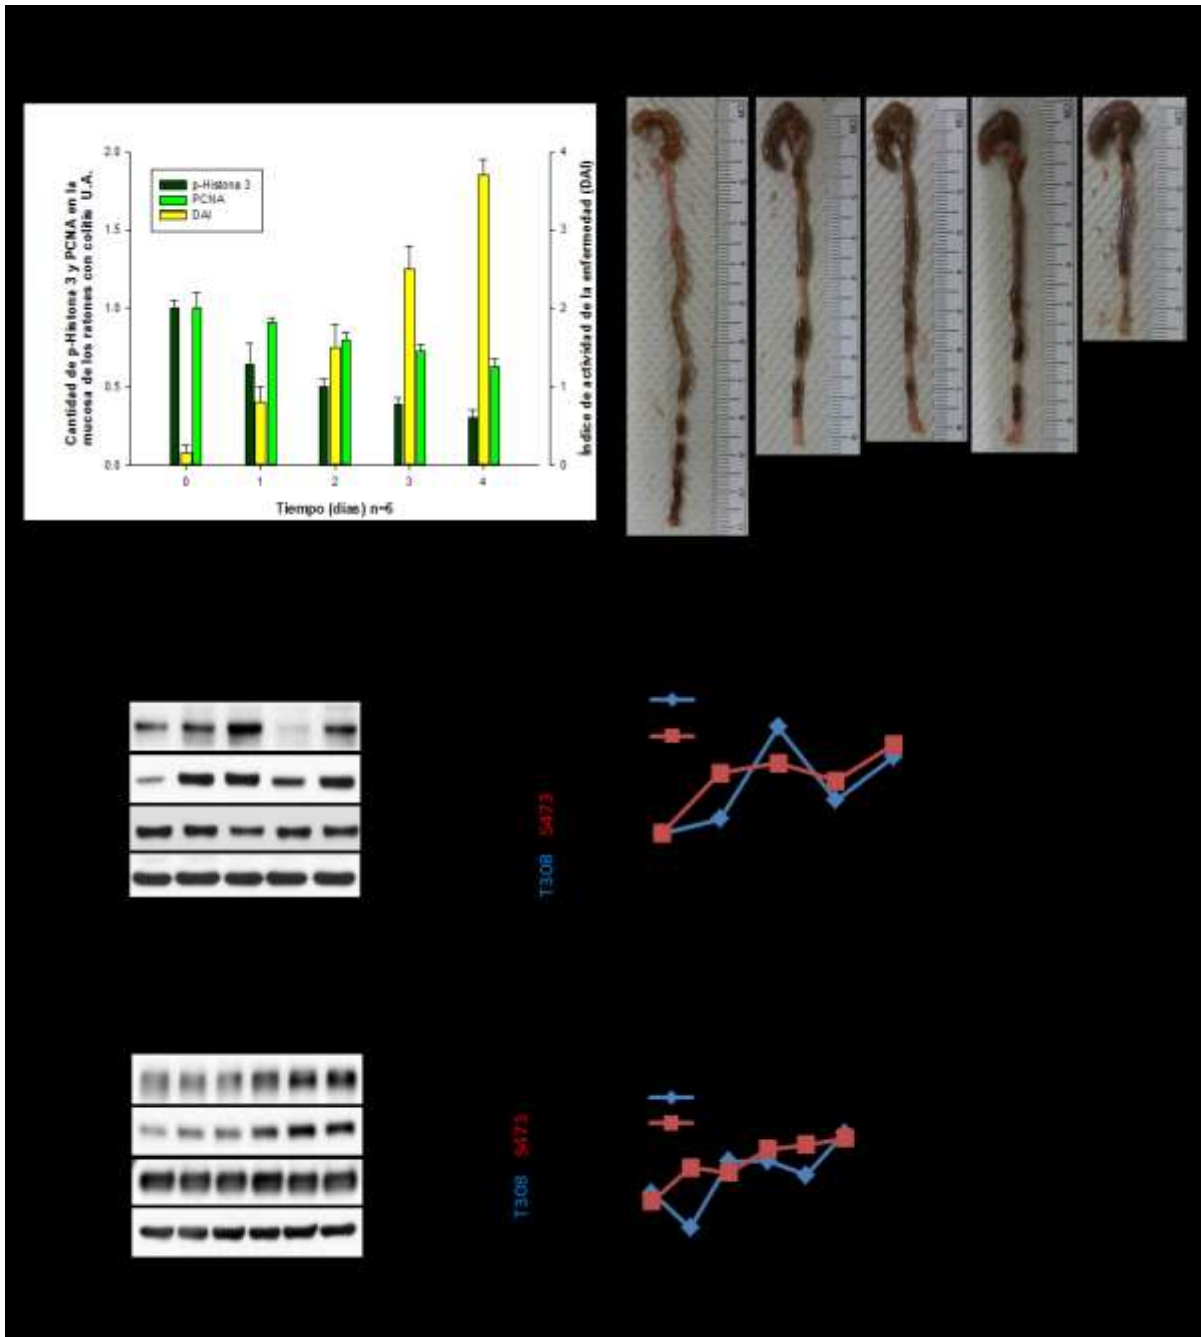 Cantidad de p-Histona 3 y PCNA en la
mucosa de los ratones con colitis U.A.
2.0
1.5
1.0
0.5
0.0
p-Histona 3
PCNA
DAI
4
3
2
1
0
Índice de actividad de la enfermedad (DAI)
0 1 2 3 4
Tiempo (días) n=6
T308 S473
T308 S473